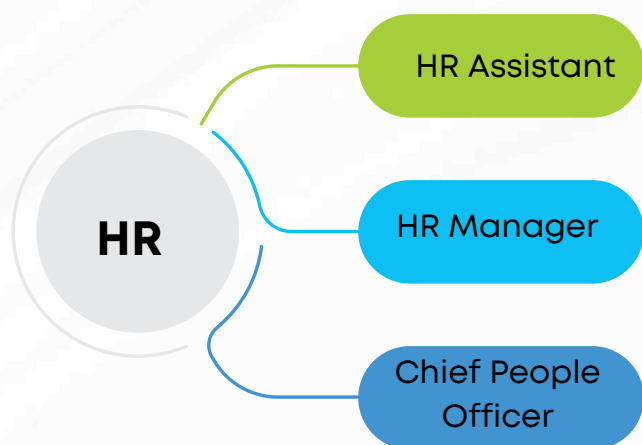 HR
HR Assistant
HR Manager
Chief People
Officer